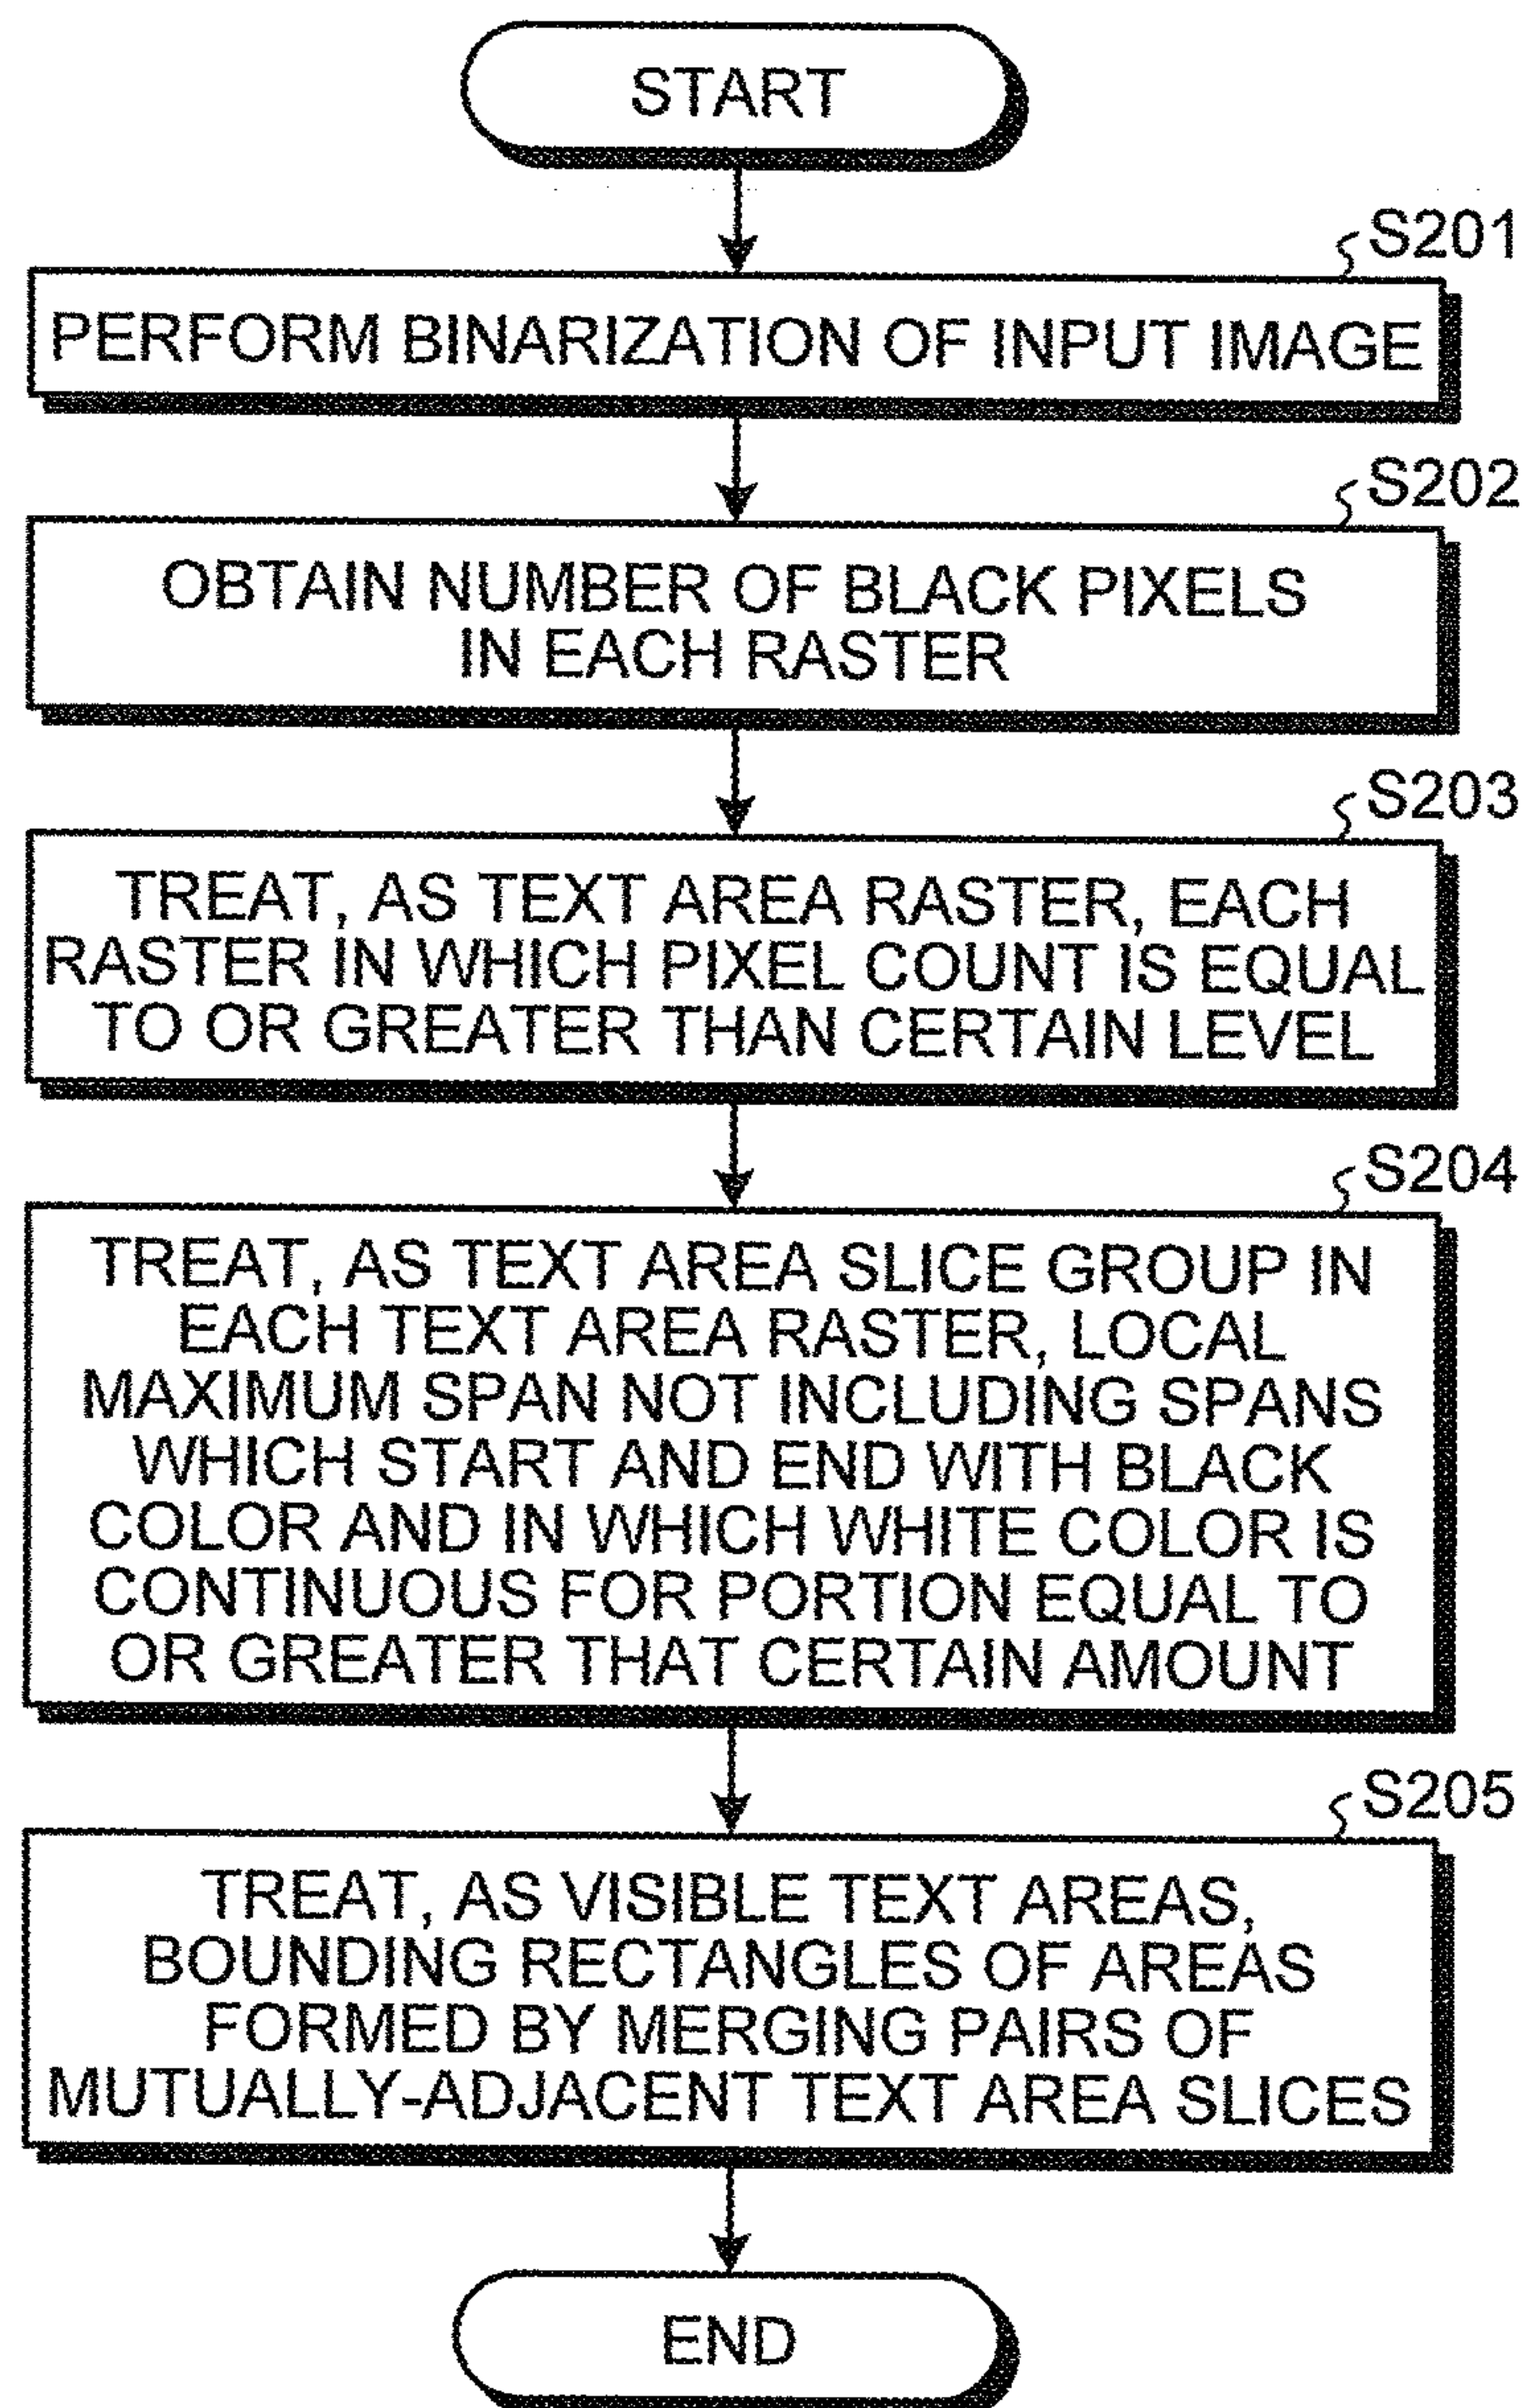 START
S201
PERFORM BINARIZATION OF INPUT IMAGE
S202
OBTAIN NUMBER OF BLACK PIXELS
IN EACH RASTER
S203
TREAT, AS TEXT AREA RASTER, EACH
RASTER IN WHICH PIXEL COUNT IS EQUAL
TO OR GREATER THAN CERTAIN LEVEL
S204
TREAT, AS TEXT AREA SLICE GROUP IN
EACH TEXT AREA RASTER, LOCAL
MAXIMUM SPAN NOT INCLUDING SPANS
WHICH START AND END WITH BLACK
COLOR AND IN WHICH WHITE COLOR IS
CONTINUOUS FOR PORTION EQUAL TO
OR GREATER THAT CERTAIN AMOUNT
S205
TREAT, AS VISIBLE TEXT AREAS,
BOUNDING RECTANGLES OF AREAS
FORMED BY MERGING PAIRS OF
MUTUALLY-ADJACENT TEXT AREA SLICES
END